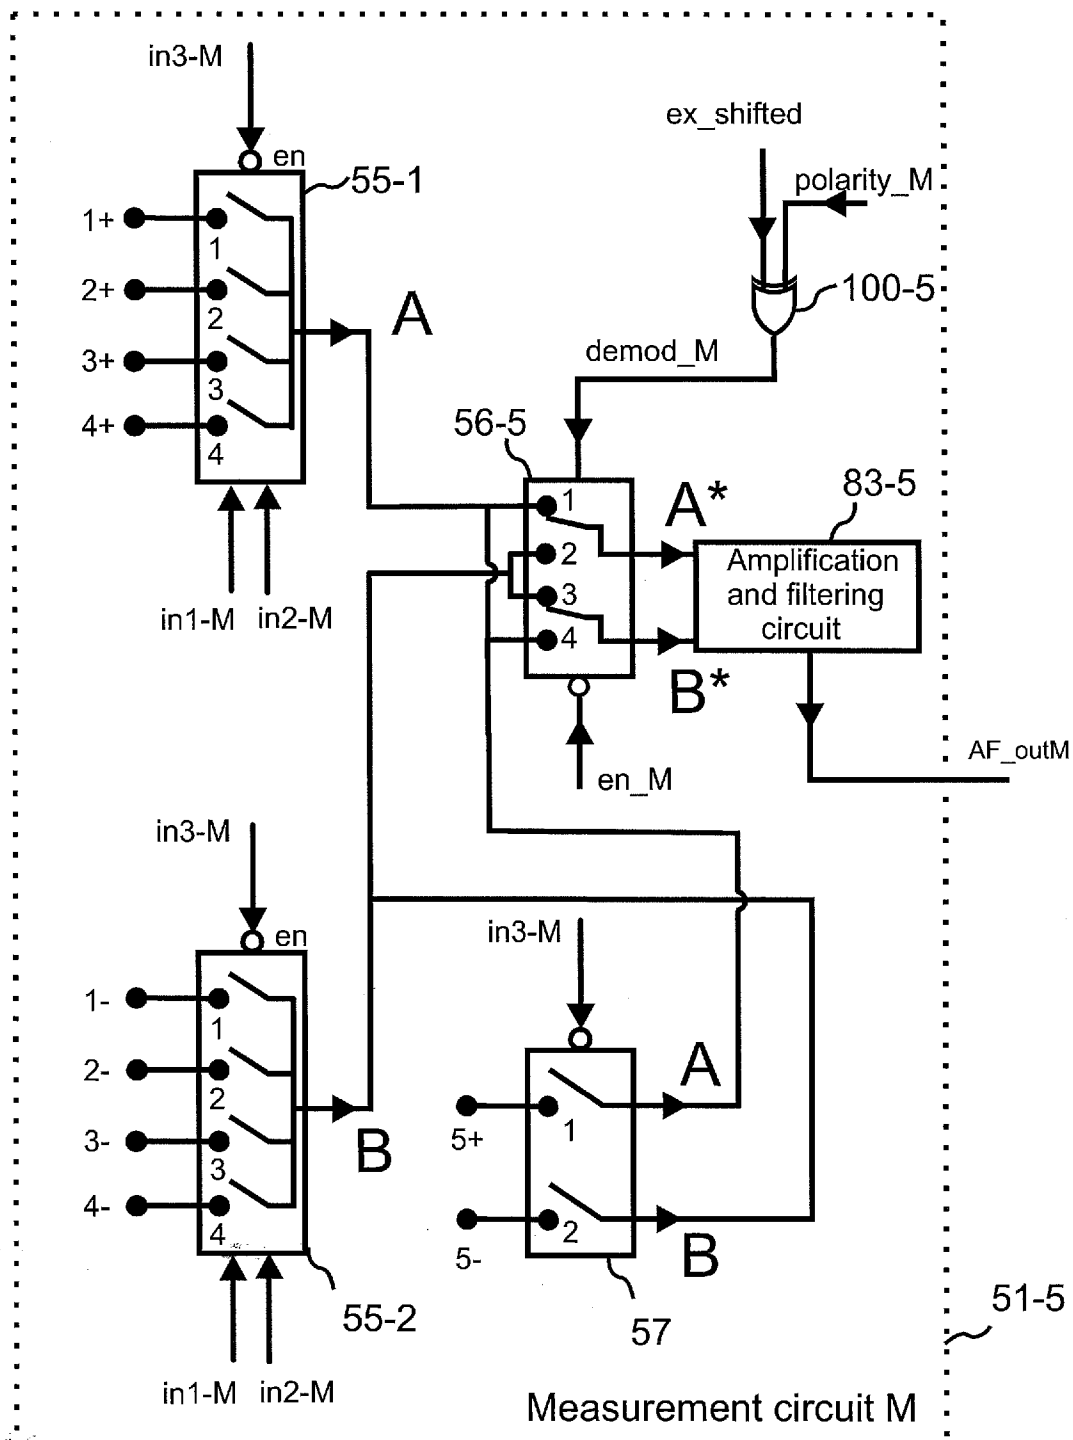 in3-M
en
55-1
ex_shifted
polarity_M
1+
1
2+
2
3+
3
4+
4
A
100-5
demod_M
56-5
in1-M in2-M
1
2
3
4
A*
B*
83-5
Amplification
and filtering
circuit
en_M
AF_outM
in3-M
en
1-
1
2-
2
3-
3
4-
4
B
55-2
in1-M in2-M
in3-M
5+
1
A
5-
2
B
57
51-5
Measurement circuit M